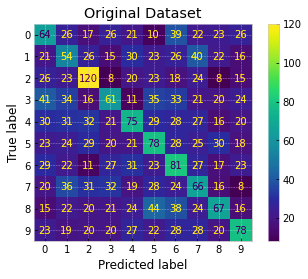 Original Dataset
0 64 26 17 26 21 10 39 22 23 26
1 21 54 26 15 30 23 26 40 22 16
2 26 23 120 8 20 23 18 24 8 15
3 41 34 16 61 11 35 33 21 20 24
4 30 31 32 21 75 29 28 27 16 20
5 23 24 29 20 21 78 28 25 30 18
6 29 22 11 27 31 23 81 27 17 23
7 20 36 31 32 19 28 24 66 16 8
8 15 22 20 21 24 44 38 24 67 16
9 23 19 20 20 27 22 28 28 20 78
0 1 2 3 4 5 6 7 8 9
Predicted label
True label
120
100
80
60
40
20